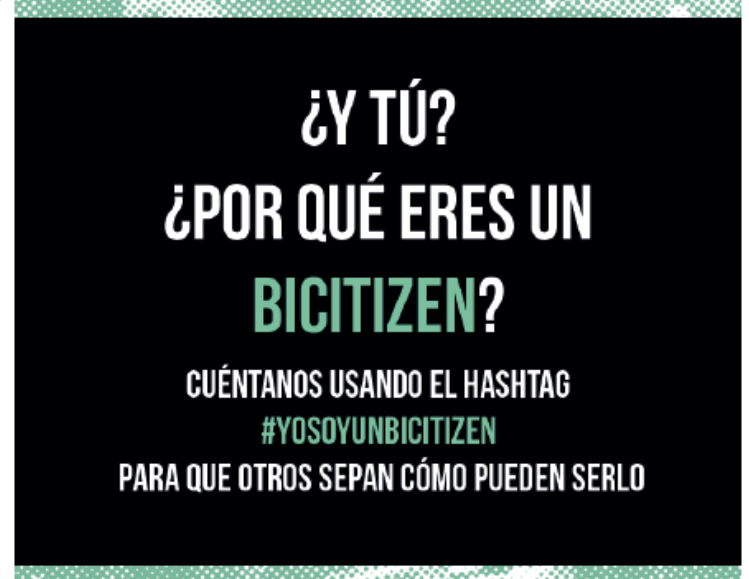 ¿Y TÚ?
¿POR QUÉ ERES UN
BICITIZEN?
CUÉNTANOS USANDO EL HASHTAG
#YOSOYUNBICITIZEN
PARA QUE OTROS SEPAN CÓMO PUEDEN SERLO